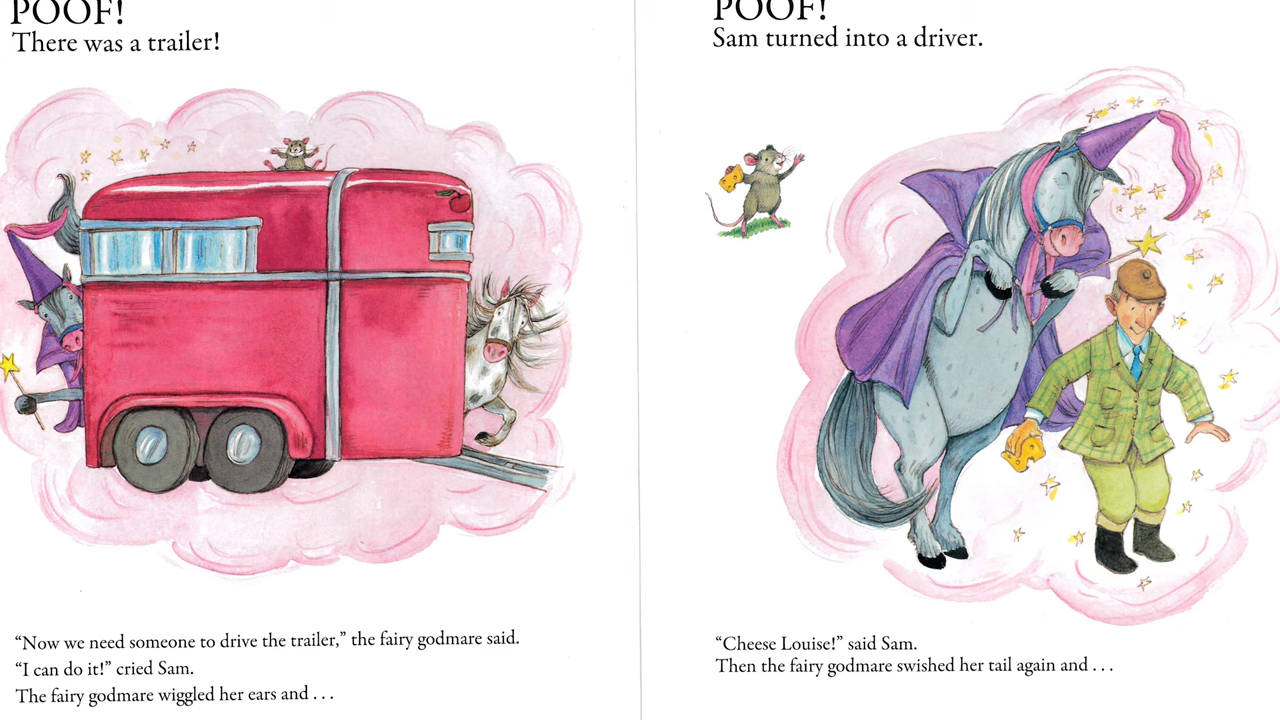 POOF!
There was a trailer!
“Now we need someone to drive the trailer,” the fairy godmare said.
“I can do it!” cried Sam.
The fairy godmare wiggled her ears and . . .
POOF!
Sam turned into a driver.
“Cheese Louise!” said Sam.
Then the fairy godmare swished her tail again and . . .